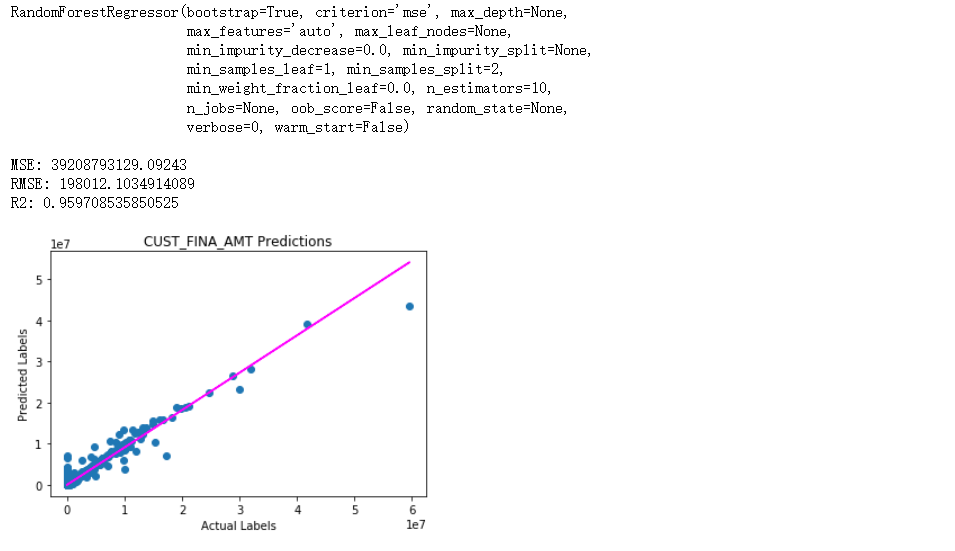 RandomForestRegressor(bootstrap=True, criterion='mse', max_depth=None,
max_features='auto', max_leaf_nodes=None,
min_impurity_decrease=0.0, min_impurity_split=None,
min_samples_leaf=1, min_samples_split=2,
min_weight_fraction_leaf=0.0, n_estimators=10,
n_jobs=None, oob_score=False, random_state=None,
verbose=0, warm_start=False)
MSE: 39208793129.09243
RMSE: 198012.1034914089
R2: 0.959708535850525
CUST_FINA_AMT Predictions
1e7
5
4
3
2
1
0
Predicted Labels
0 1 2 3 4 5 6
1e7
Actual Labels